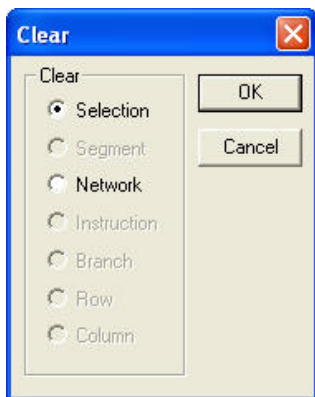 Clear
Clear
OK
Selection
Segment
Cancel
Network
Instruction
Branch
Row
Column